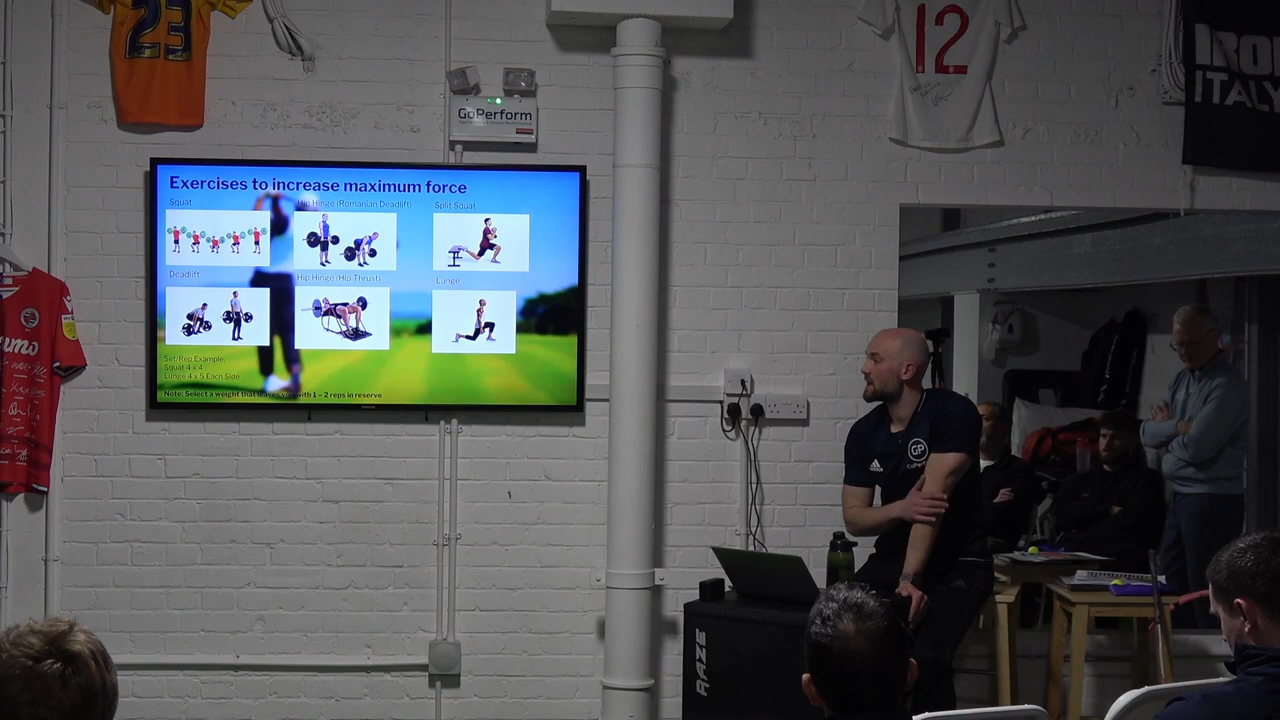 23
12
IRON
ITALY
GoPerform
Exercises to increase maximum force
Squat
Hip Hinge (Romanian Deadlift)
Split Squat
Deadlift
Hip Hinge (Hip Thrust)
Lunge
Set/Rep Example:
Squat 4 x 4
Lunge 4 x 5 Each Side
Note: Select a weight that leaves you with 1 – 2 reps in reserve
GP
RAZE